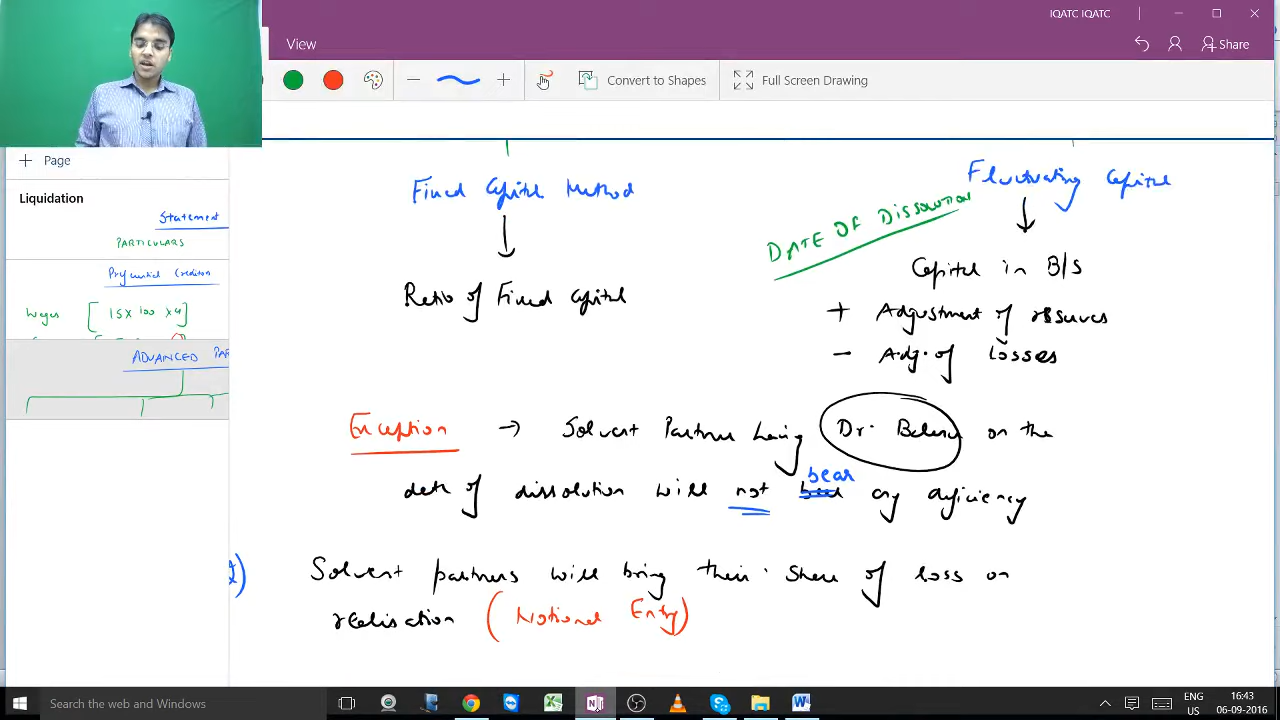 IQATC IQATC
View
Share
Convert to Shapes
Full Screen Drawing
Page
Liquidation
Statement
PARTICULARS
Preferential Creditors
Wages [15 x 100 x 4]
ADVANCED PAR
Fixed Capital Method
Fluctuating Capital
DATE OF DISSOLUTION
Ratio of Fixed Capital
Capital in B/S
+ Adjustment of reserves
- Adj. of losses
Exception → Solvent Partner having Dr. Balance on the
date of dissolution will not bear any deficiency
2)
Solvent partners will bring their share of loss on
realisation (Notional Entry)
Search the web and Windows
ENG
US
16:43
06-09-2016